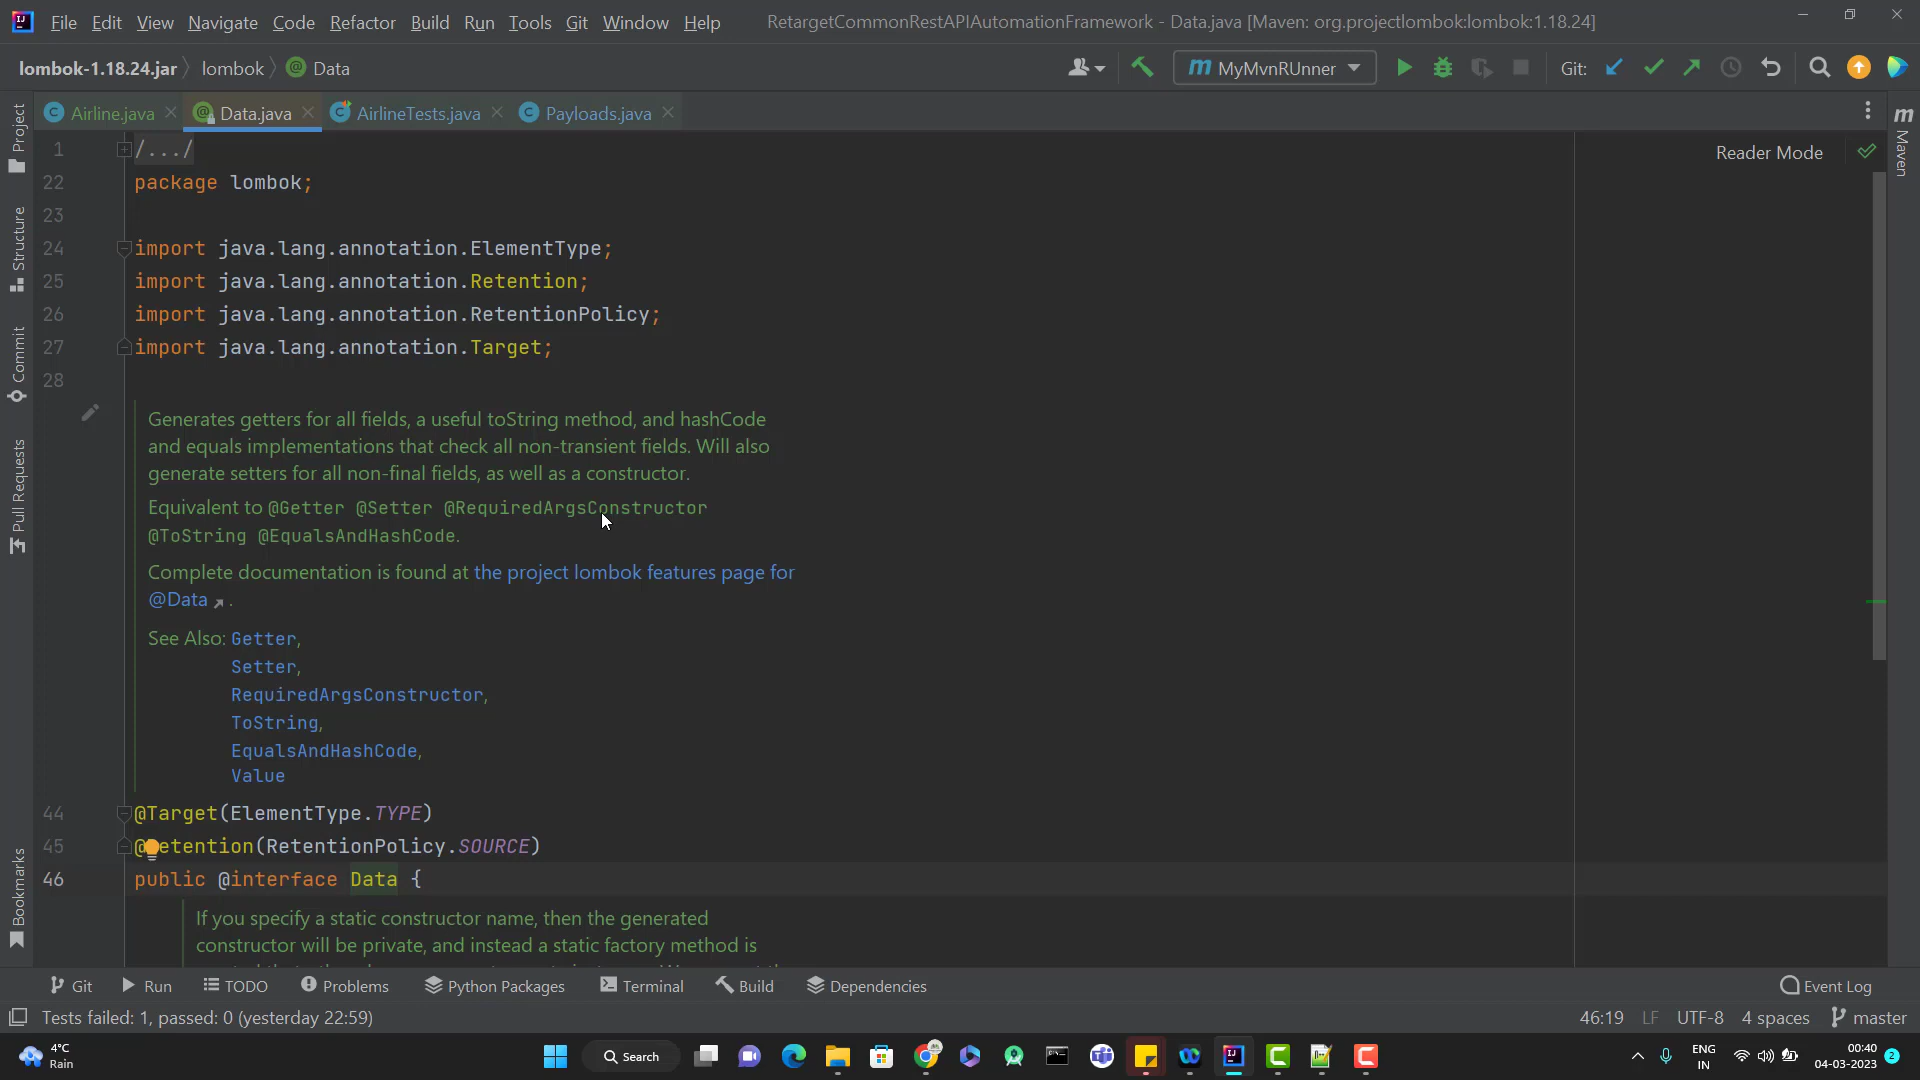 File Edit View Navigate Code Refactor Build Run Tools Git Window Help RetargetCommonRestAPIAutomationFramework - Data.java [Maven: org.projectlombok:lombok:1.18.24]
lombok-1.18.24.jar lombok Data MyMvnRUnner Git:
Airline.java Data.java AirlineTests.java Payloads.java
Project
Structure
Commit
Pull Requests
Bookmarks
Maven
Reader Mode
1 /.../
22 package lombok;
23
24 import java.lang.annotation.ElementType;
25 import java.lang.annotation.Retention;
26 import java.lang.annotation.RetentionPolicy;
27 import java.lang.annotation.Target;
28
Generates getters for all fields, a useful toString method, and hashCode
and equals implementations that check all non-transient fields. Will also
generate setters for all non-final fields, as well as a constructor.
Equivalent to @Getter @Setter @RequiredArgsConstructor
@ToString @EqualsAndHashCode.
Complete documentation is found at the project lombok features page for
@Data .
See Also: Getter,
Setter,
RequiredArgsConstructor,
ToString,
EqualsAndHashCode,
Value
44 @Target(ElementType.TYPE)
45 @Retention(RetentionPolicy.SOURCE)
46 public @interface Data {
If you specify a static constructor name, then the generated
constructor will be private, and instead a static factory method is
Git Run TODO Problems Python Packages Terminal Build Dependencies Event Log
Tests failed: 1, passed: 0 (yesterday 22:59) 46:19 LF UTF-8 4 spaces master
4°C
Rain
Search
ENG
IN
00:40
04-03-2023
2